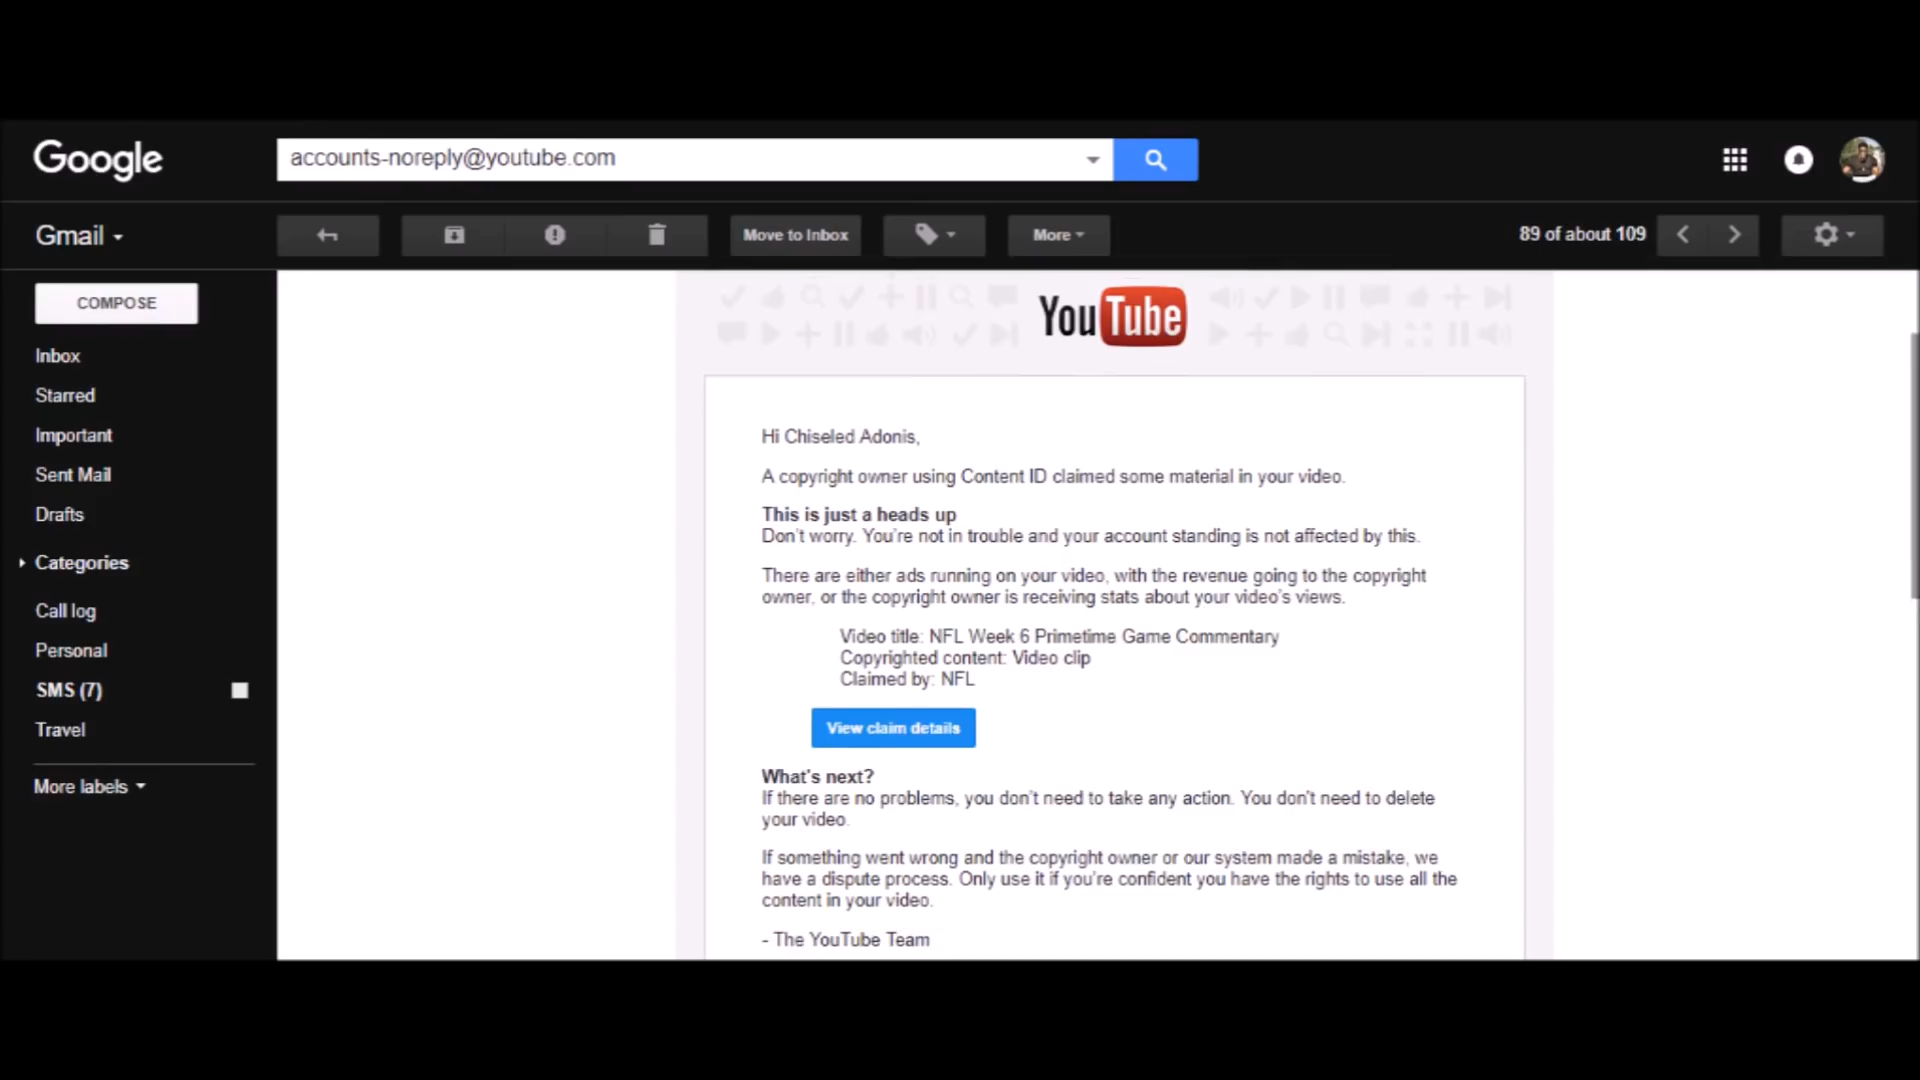 Google
accounts-noreply@youtube.com
Gmail
Move to Inbox
More
89 of about 109
COMPOSE
Inbox
Starred
Important
Sent Mail
Drafts
Categories
Call log
Personal
SMS (7)
Travel
More labels
YouTube
Hi Chiseled Adonis,
A copyright owner using Content ID claimed some material in your video.
This is just a heads up
Don't worry. You're not in trouble and your account standing is not affected by this.
There are either ads running on your video, with the revenue going to the copyright
owner, or the copyright owner is receiving stats about your video's views.
Video title: NFL Week 6 Primetime Game Commentary
Copyrighted content: Video clip
Claimed by: NFL
View claim details
What's next?
If there are no problems, you don't need to take any action. You don't need to delete
your video.
If something went wrong and the copyright owner or our system made a mistake, we
have a dispute process. Only use it if you're confident you have the rights to use all the
content in your video.
- The YouTube Team